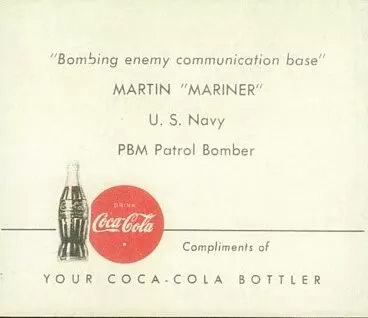 "Bombing enemy communication base"
MARTIN "MARINER"
U. S. Navy
PBM Patrol Bomber
DRINK
Coca-Cola
Compliments of
YOUR COCA-COLA BOTTLER